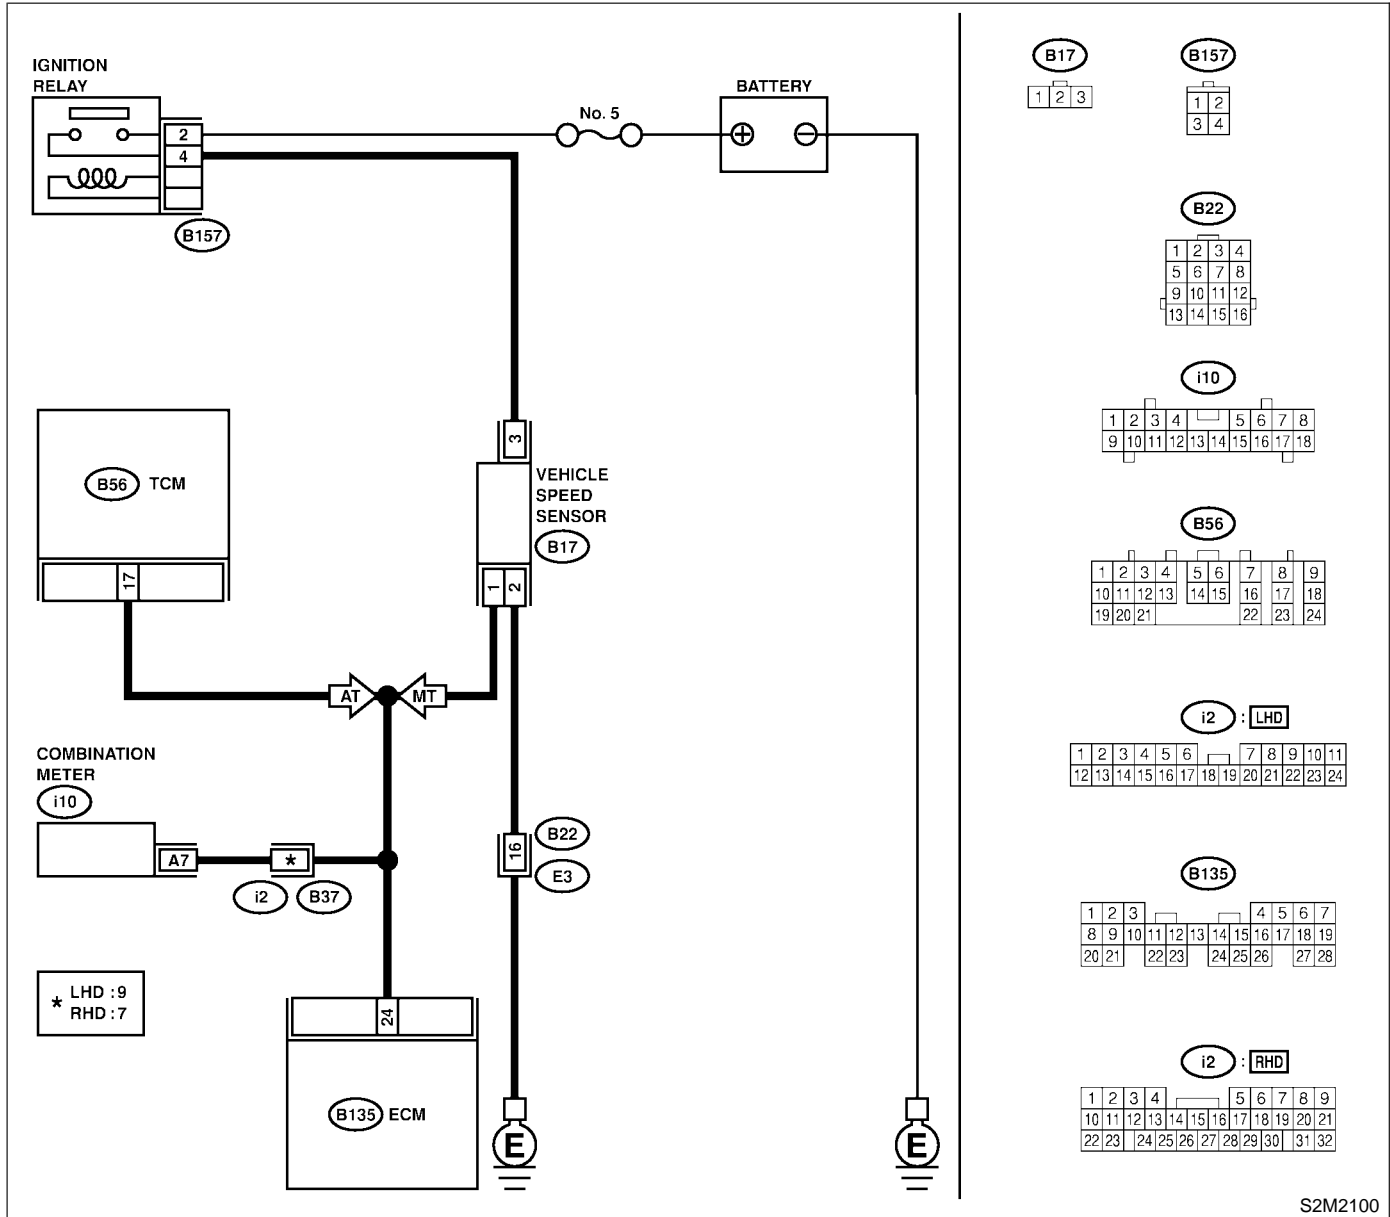 IGNITION
RELAY
2
4
B157
No. 5
BATTERY
+ −
B56 TCM
17
3
VEHICLE
SPEED
SENSOR
B17
1 2
AT MT
COMBINATION
METER
i10
A7
*
i2 B37
B22
16
E3
* LHD : 9
RHD : 7
24
B135 ECM
E
E
B17
1 2 3
B157
1 2
3 4
B22
1 2 3 4
5 6 7 8
9 10 11 12
13 14 15 16
i10
1 2 3 4 5 6 7 8
9 10 11 12 13 14 15 16 17 18
B56
1 2 3 4 5 6 7 8 9
10 11 12 13 14 15 16 17 18
19 20 21 22 23 24
i2 : LHD
1 2 3 4 5 6 7 8 9 10 11
12 13 14 15 16 17 18 19 20 21 22 23 24
B135
1 2 3 4 5 6 7
8 9 10 11 12 13 14 15 16 17 18 19
20 21 22 23 24 25 26 27 28
i2 : RHD
1 2 3 4 5 6 7 8 9
10 11 12 13 14 15 16 17 18 19 20 21
22 23 24 25 26 27 28 29 30 31 32
S2M2100